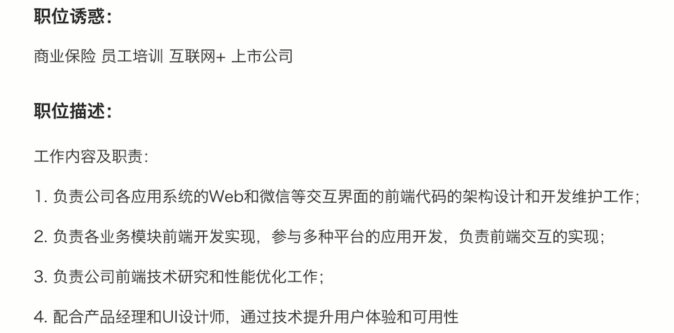 职位诱惑：
商业保险 员工培训 互联网+ 上市公司
职位描述：
工作内容及职责：
1. 负责公司各应用系统的Web和微信等交互界面的前端代码的架构设计和开发维护工作；
2. 负责各业务模块前端开发实现，参与多种平台的应用开发，负责前端交互的实现；
3. 负责公司前端技术研究和性能优化工作；
4. 配合产品经理和UI设计师，通过技术提升用户体验和可用性